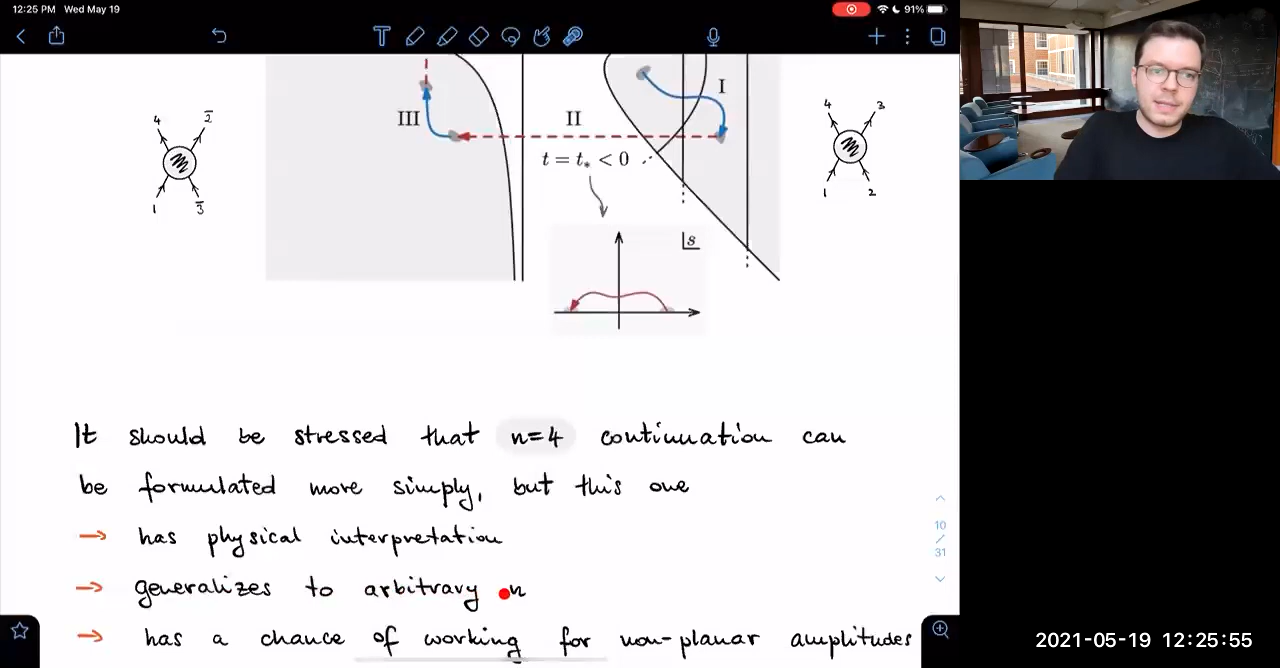 12:25 PM Wed May 19
91%
T
III
II
I
t = t* < 0
s
4
2̅
1
3̅
4
3
1
2
It should be stressed that n=4 continuation can
be formulated more simply, but this one
→ has physical interpretation
→ generalizes to arbitrary n
→ has a chance of working for non-planar amplitudes
10
/
31
2021-05-19 12:25:55